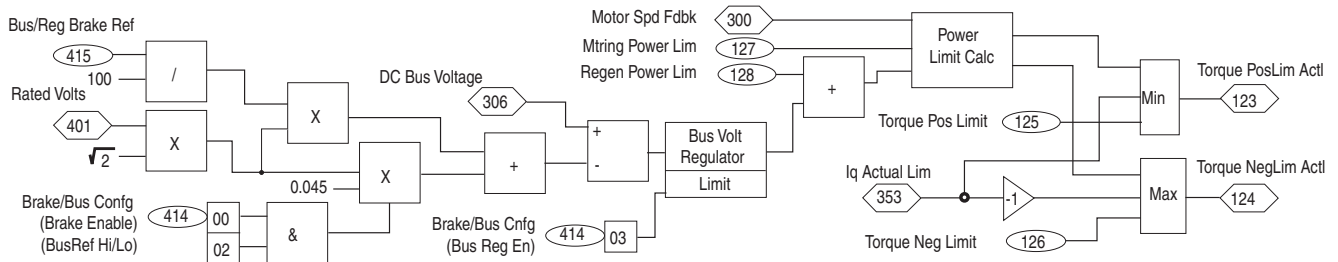 Bus/Reg Brake Ref
415
100
/
Rated Volts
401
√2
X
X
X
0.045
Brake/Bus Confg
(Brake Enable)
(BusRef Hi/Lo)
414
00
02
&
DC Bus Voltage
306
+
+
-
Bus Volt
Regulator
Limit
Brake/Bus Cnfg
(Bus Reg En)
414
03
Motor Spd Fdbk
300
Mtring Power Lim
127
Regen Power Lim
128
+
Power
Limit Calc
Torque Pos Limit
125
Iq Actual Lim
353
-1
Torque Neg Limit
126
Min
Torque PosLim Actl
123
Max
Torque NegLim Actl
124